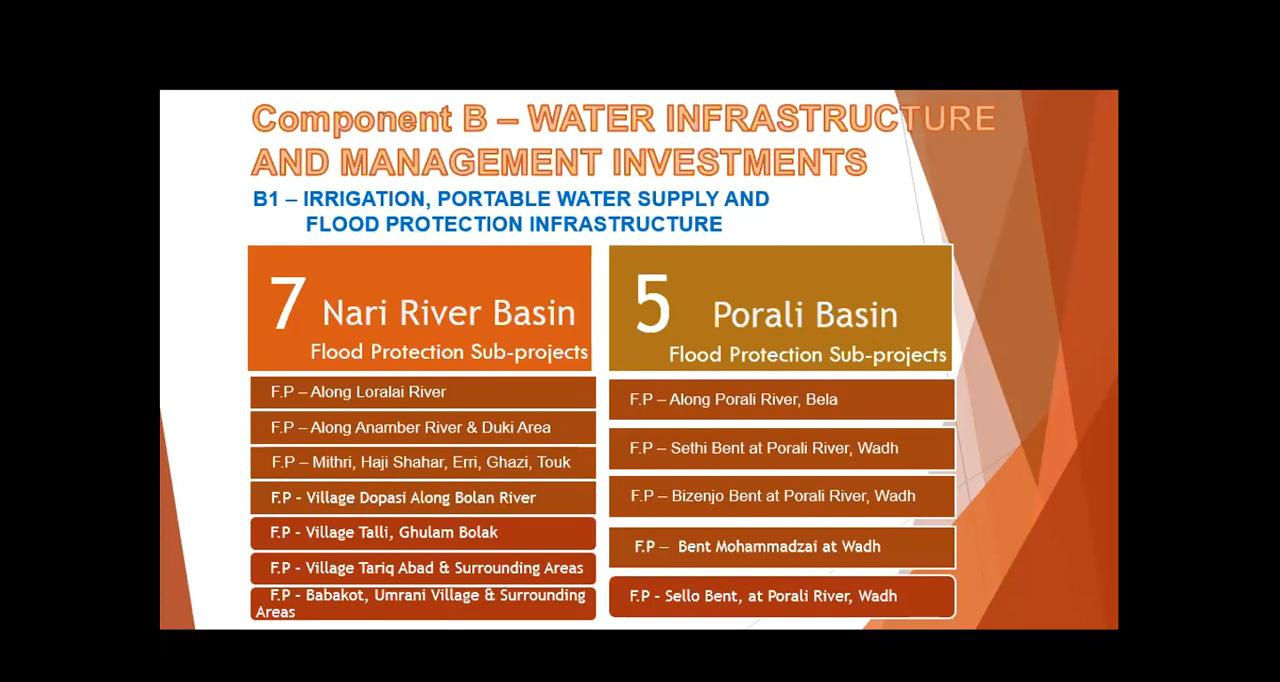 Component B – WATER INFRASTRUCTURE
AND MANAGEMENT INVESTMENTS
B1 – IRRIGATION, PORTABLE WATER SUPPLY AND
FLOOD PROTECTION INFRASTRUCTURE
7 Nari River Basin
Flood Protection Sub-projects
F.P – Along Loralai River
F.P – Along Anamber River & Duki Area
F.P – Mithri, Haji Shahar, Erri, Ghazi, Touk
F.P - Village Dopasi Along Bolan River
F.P - Village Talli, Ghulam Bolak
F.P - Village Tariq Abad & Surrounding Areas
F.P - Babakot, Umrani Village & Surrounding
Areas
5 Porali Basin
Flood Protection Sub-projects
F.P – Along Porali River, Bela
F.P – Sethi Bent at Porali River, Wadh
F.P – Bizenjo Bent at Porali River, Wadh
F.P – Bent Mohammadzai at Wadh
F.P - Sello Bent, at Porali River, Wadh